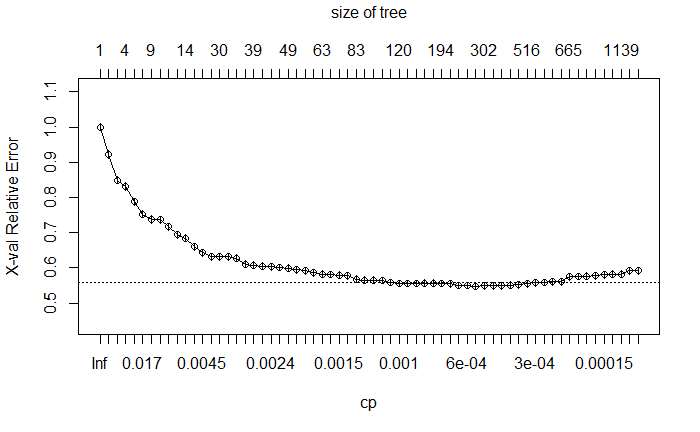 size of tree
1 4 9 14 30 39 49 63 83 120 194 302 516 665 1139
X-val Relative Error
1.1
1.0
0.9
0.8
0.7
0.6
0.5
Inf 0.017 0.0045 0.0024 0.0015 0.001 6e-04 3e-04 0.00015
cp